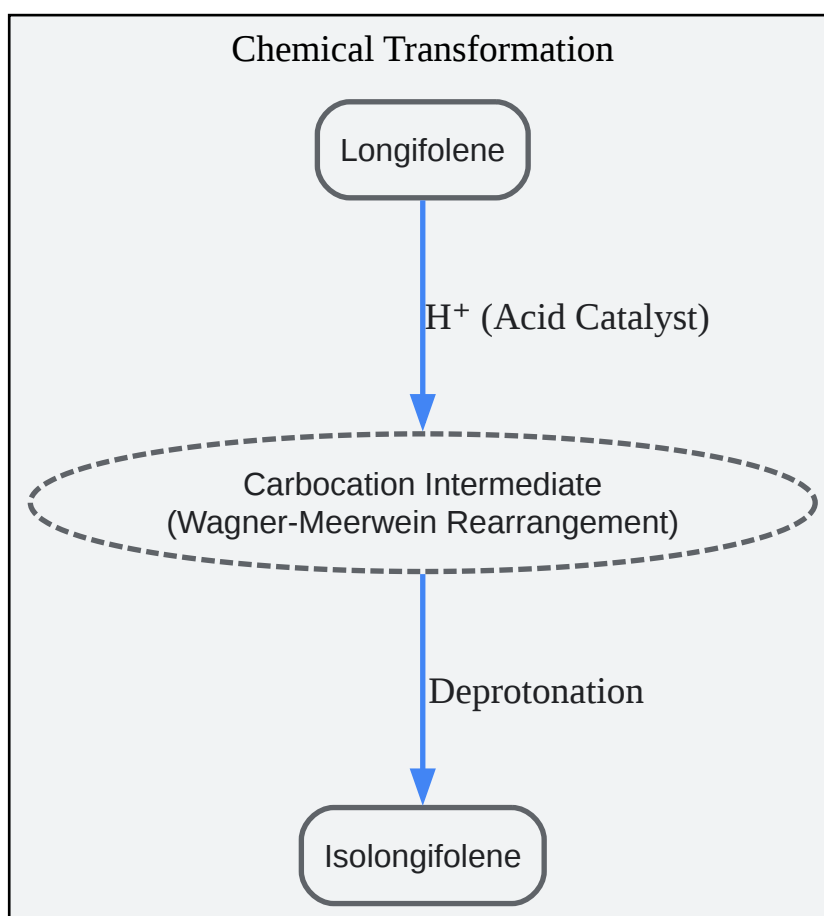 Chemical Transformation
Longifolene
H⁺ (Acid Catalyst)
Carbocation Intermediate
(Wagner-Meerwein Rearrangement)
Deprotonation
Isolongifolene